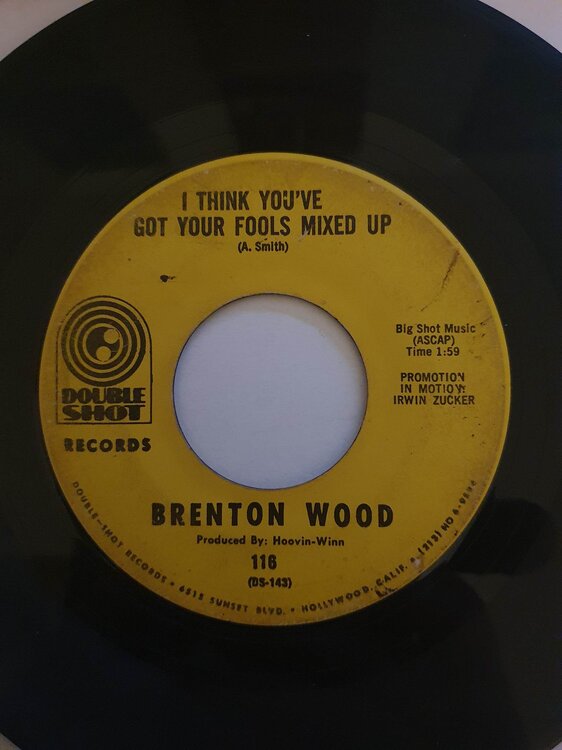 I THINK YOU'VE
GOT YOUR FOOLS MIXED UP
(A. Smith)
Big Shot Music
(ASCAP)
Time 1:59
PROMOTION
IN MOTION:
IRWIN ZUCKER
DOUBLE
SHOT
RECORDS
BRENTON WOOD
Produced By: Hoovin-Winn
116
(DS-143)
DOUBLE-SHOT RECORDS • 6515 SUNSET BLVD. • HOLLYWOOD, CALIF. • (213) HO